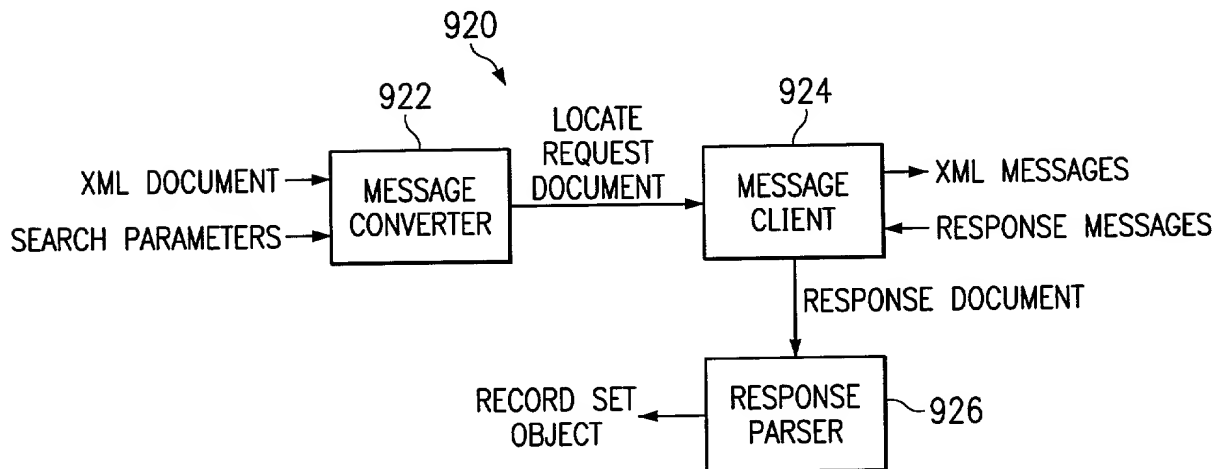 920
922
924
LOCATE
REQUEST
DOCUMENT
XML DOCUMENT
SEARCH PARAMETERS
MESSAGE
CONVERTER
MESSAGE
CLIENT
XML MESSAGES
RESPONSE MESSAGES
RESPONSE DOCUMENT
RECORD SET
OBJECT
RESPONSE
PARSER
926